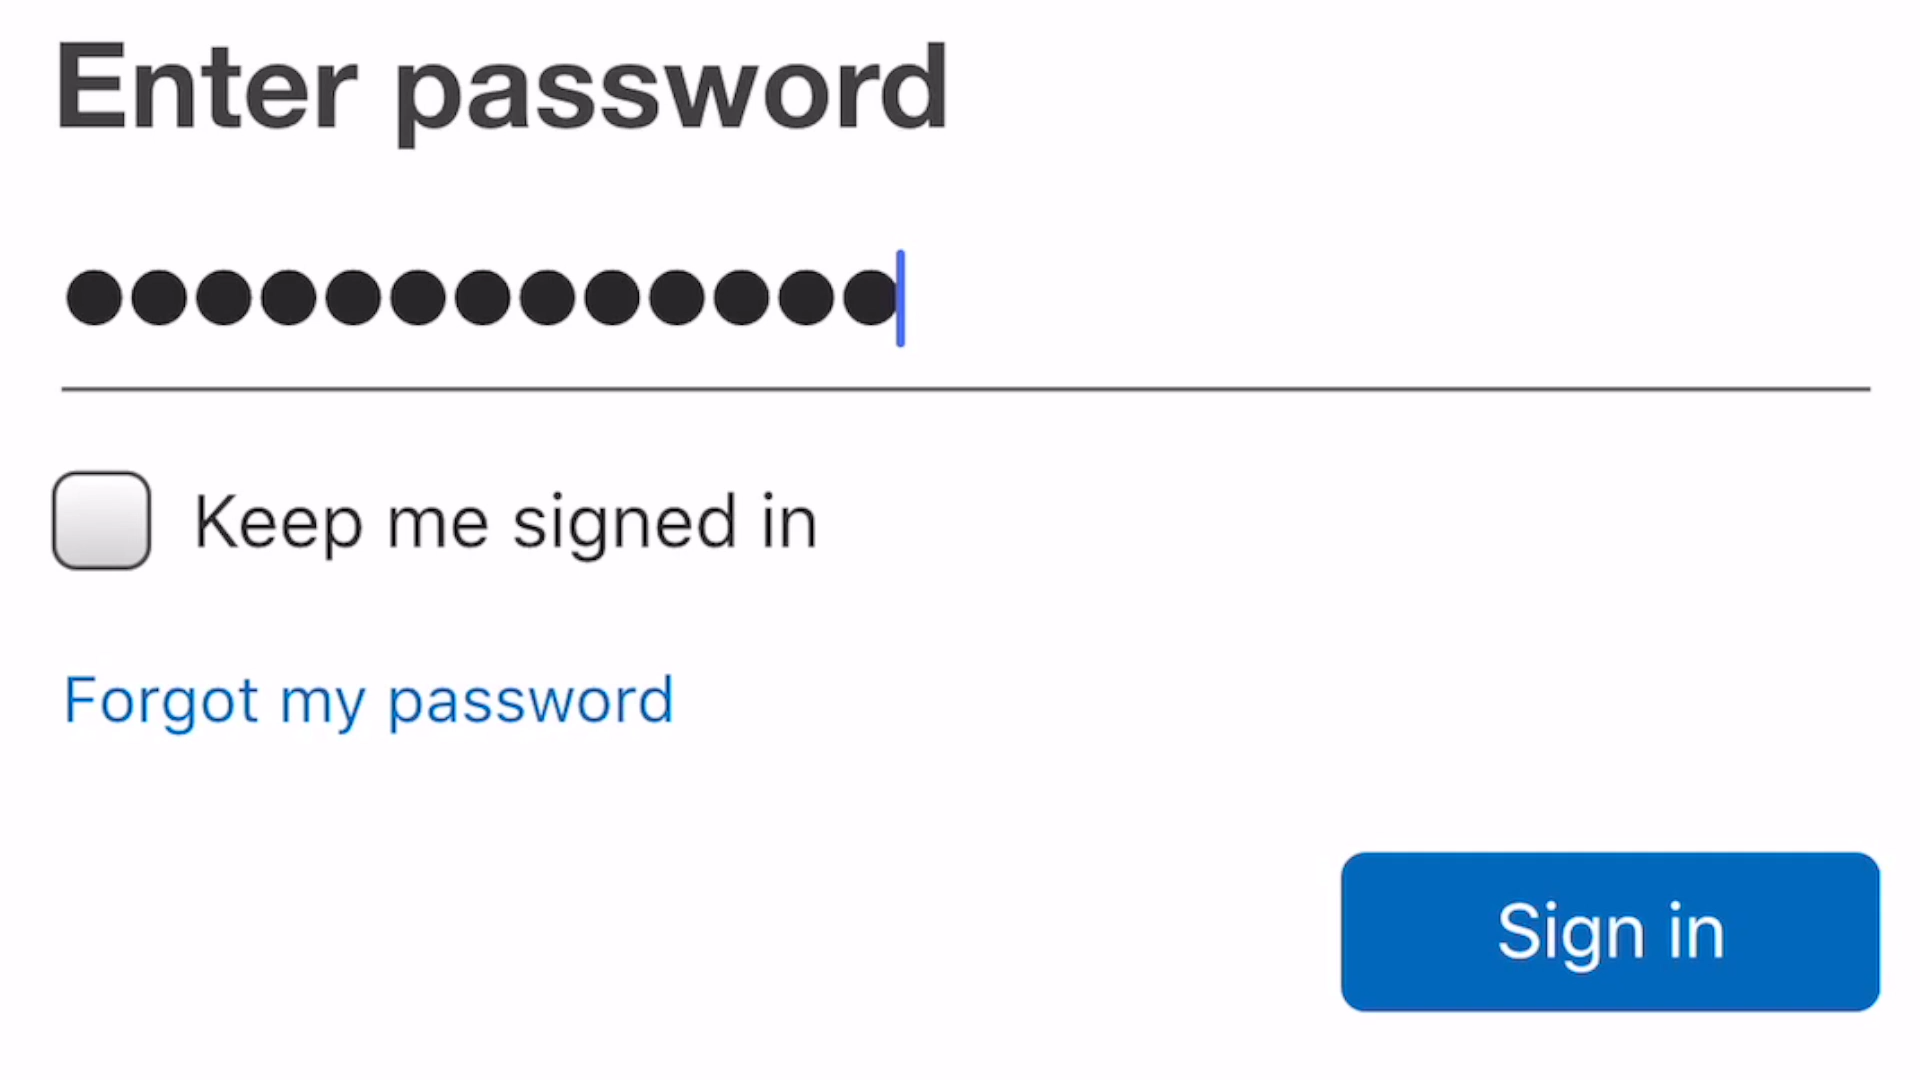 Enter password
●●●●●●●●●●●●●
Keep me signed in
Forgot my password
Sign in